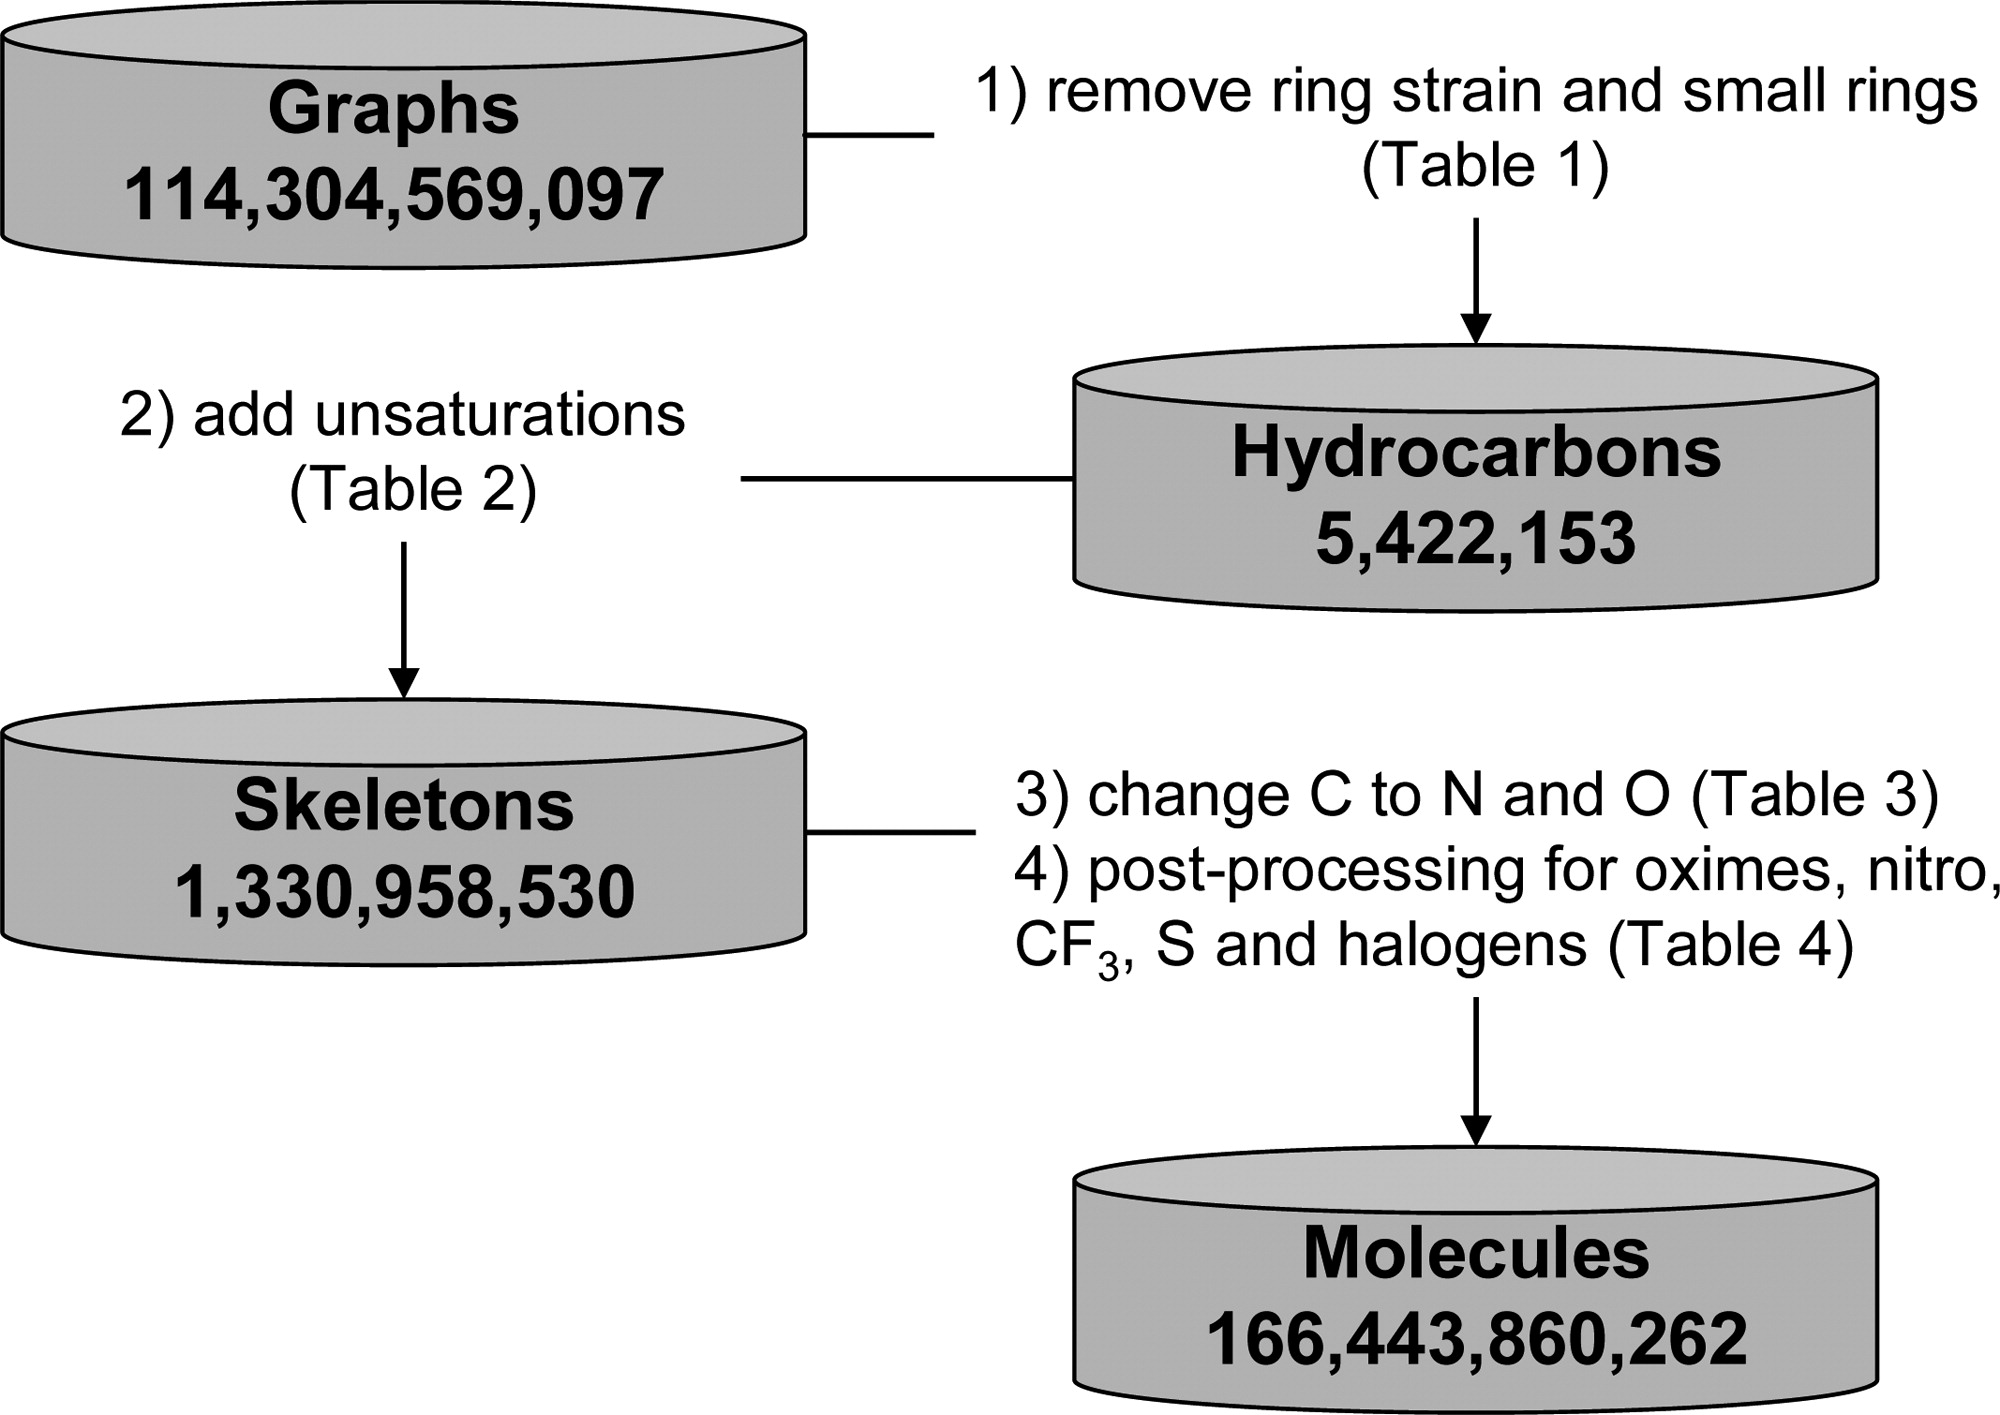 Graphs
114,304,569,097
1) remove ring strain and small rings
(Table 1)
Hydrocarbons
5,422,153
2) add unsaturations
(Table 2)
Skeletons
1,330,958,530
3) change C to N and O (Table 3)
4) post-processing for oximes, nitro,
CF₃, S and halogens (Table 4)
Molecules
166,443,860,262